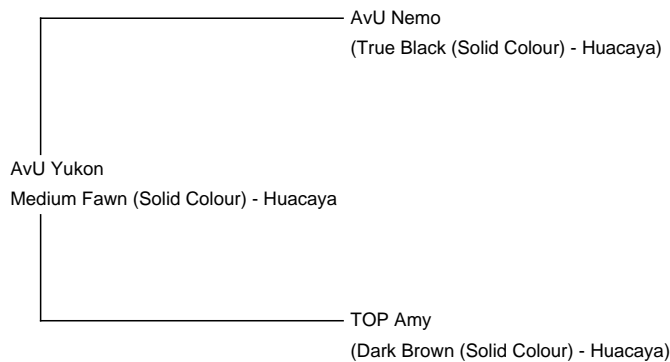 AvU Nemo
(True Black (Solid Colour) - Huacaya)
AvU Yukon
Medium Fawn (Solid Colour) - Huacaya
TOP Amy
(Dark Brown (Solid Colour) - Huacaya)